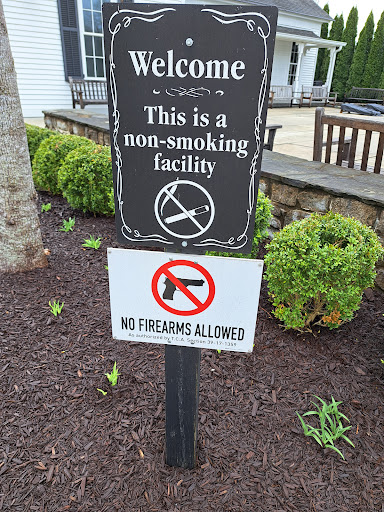 Welcome
This is a
non-smoking
facility
NO FIREARMS ALLOWED
As authorized by T.C.A. Section 39-17-1359